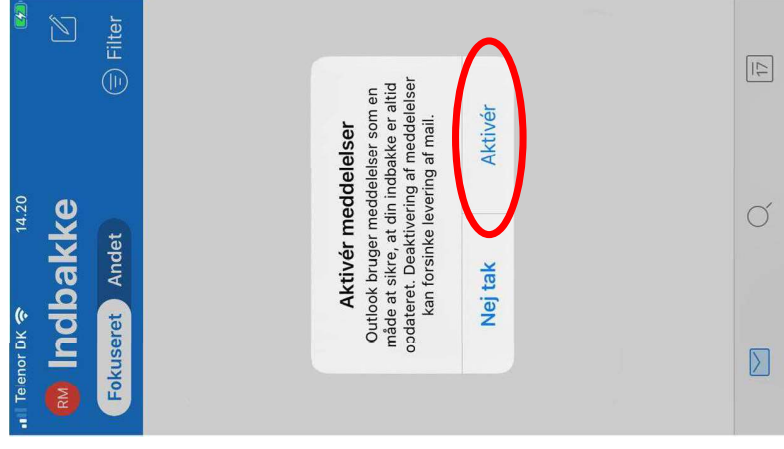 Telenor DK 14.20
RM Indbakke
Fokuseret Andet Filter
Aktivér meddelelser
Outlook bruger meddelelser som en
måde at sikre, at din indbakke er altid
opdateret. Deaktivering af meddelelser
kan forsinke levering af mail.
Nej tak Aktivér
17